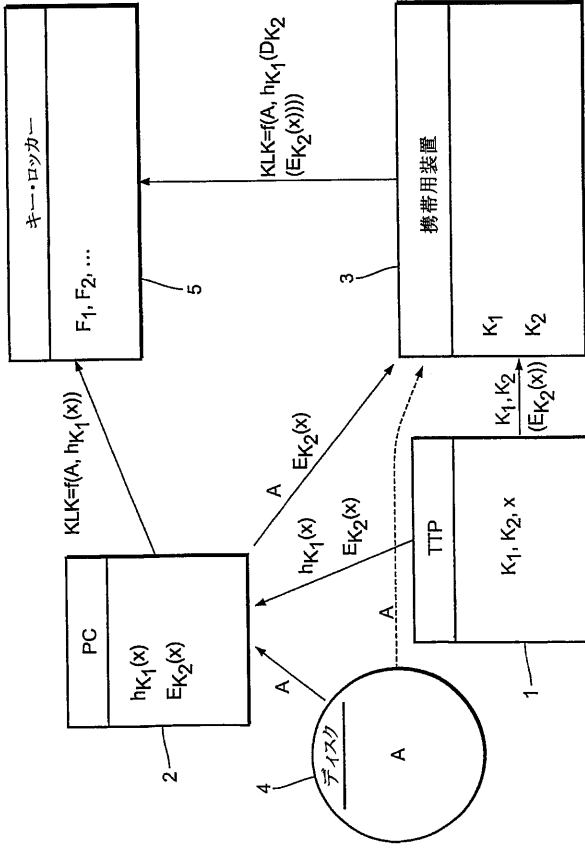 キー・ロッカー
F1, F2, ...
5
KLK=f(A, hK1(DK2
(EK2(x))))
携帯用装置
K1
K2
3
KLK=f(A, hK1(x))
A
EK2(x)
K1, K2
(EK2(x))
PC
hK1(x)
EK2(x)
2
hK1(x)
EK2(x)
TTP
K1, K2, x
1
A
A
ディスク
A
4